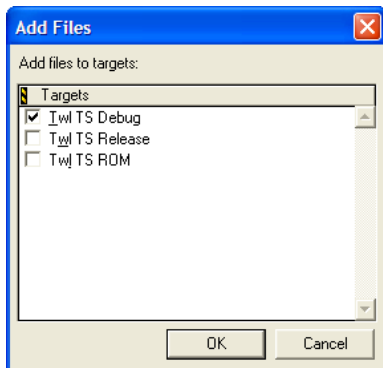 Add Files
Add files to targets:
Targets
Twl TS Debug
Twl TS Release
Twl TS ROM
OK Cancel